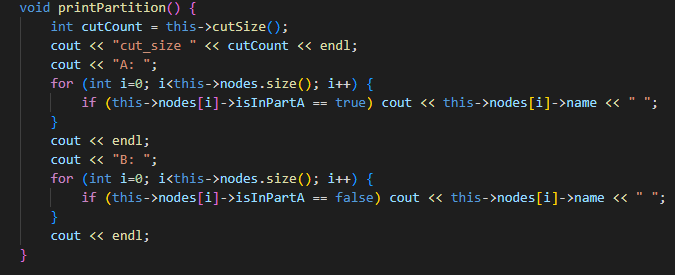 void printPartition() {
    int cutCount = this->cutSize();
    cout << "cut_size " << cutCount << endl;
    cout << "A: ";
    for (int i=0; i<this->nodes.size(); i++) {
        if (this->nodes[i]->isInPartA == true) cout << this->nodes[i]->name << " ";
    }
    cout << endl;
    cout << "B: ";
    for (int i=0; i<this->nodes.size(); i++) {
        if (this->nodes[i]->isInPartA == false) cout << this->nodes[i]->name << " ";
    }
    cout << endl;
}